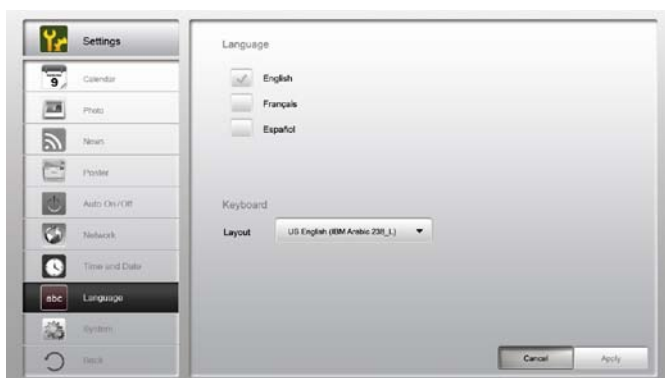 Settings
9
Calendar
Photo
News
Poster
Auto On/Off
Network
Time and Date
abc
Language
System
Back
Language
English
Français
Español
Keyboard
Layout
US English (IBM Arabic 238_L)
Cancel
Apply